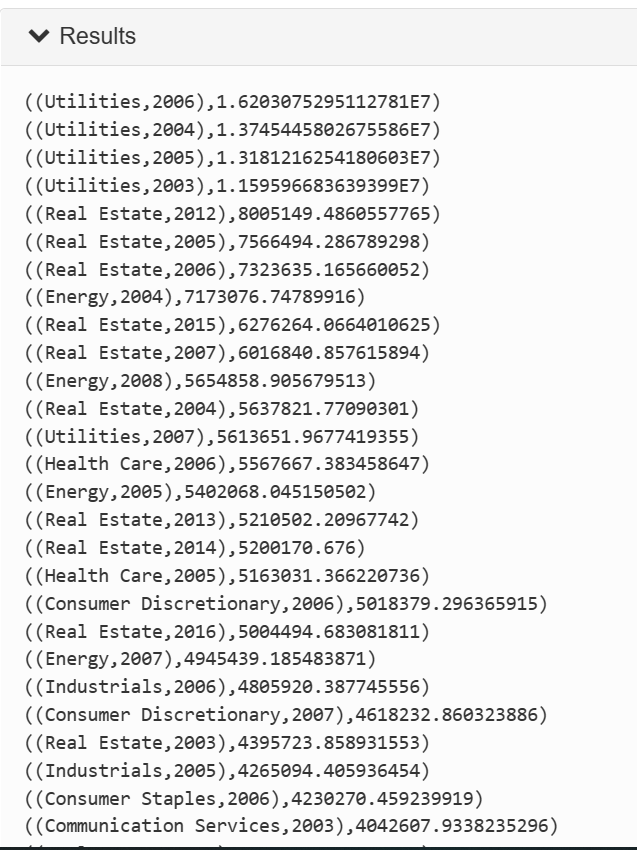 Results
((Utilities,2006),1.6203075295112781E7)
((Utilities,2004),1.3745445802675586E7)
((Utilities,2005),1.3181216254180603E7)
((Utilities,2003),1.159596683639399E7)
((Real Estate,2012),8005149.4860557765)
((Real Estate,2005),7566494.286789298)
((Real Estate,2006),7323635.165660052)
((Energy,2004),7173076.74789916)
((Real Estate,2015),6276264.0664010625)
((Real Estate,2007),6016840.857615894)
((Energy,2008),5654858.905679513)
((Real Estate,2004),5637821.77090301)
((Utilities,2007),5613651.9677419355)
((Health Care,2006),5567667.383458647)
((Energy,2005),5402068.045150502)
((Real Estate,2013),5210502.20967742)
((Real Estate,2014),5200170.676)
((Health Care,2005),5163031.366220736)
((Consumer Discretionary,2006),5018379.296365915)
((Real Estate,2016),5004494.683081811)
((Energy,2007),4945439.185483871)
((Industrials,2006),4805920.387745556)
((Consumer Discretionary,2007),4618232.860323886)
((Real Estate,2003),4395723.858931553)
((Industrials,2005),4265094.405936454)
((Consumer Staples,2006),4230270.459239919)
((Communication Services,2003),4042607.9338235296)